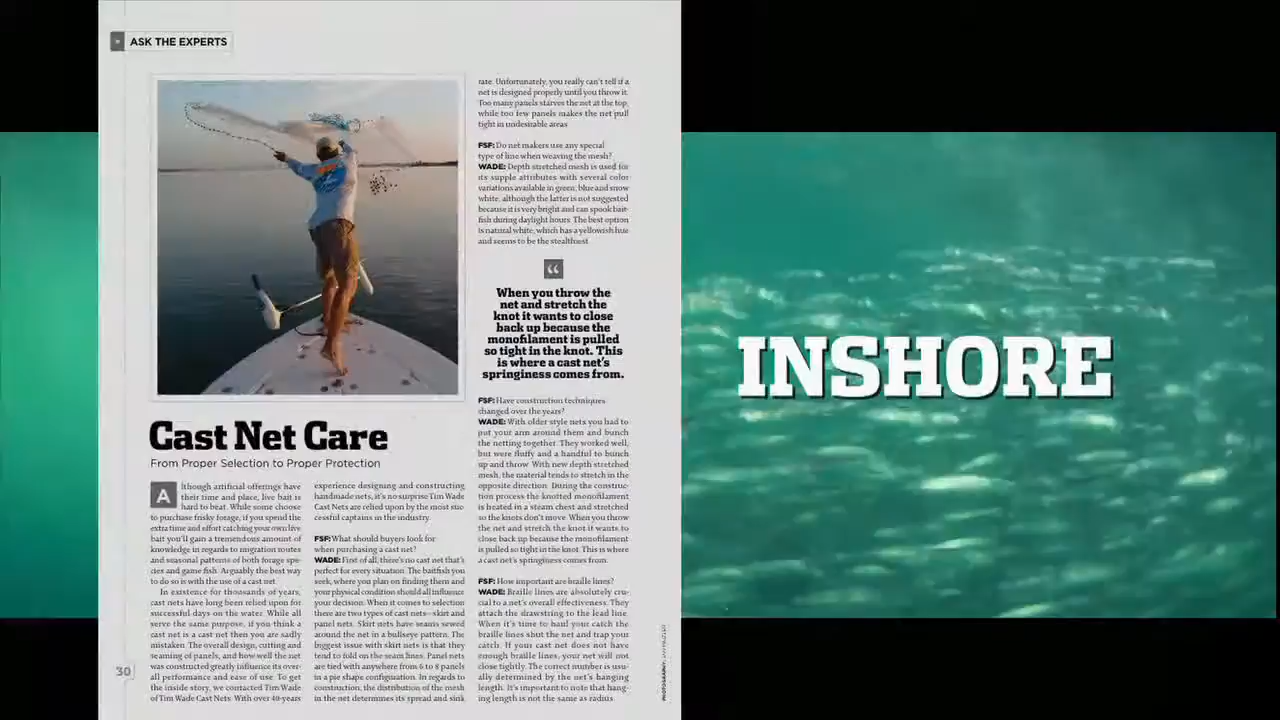 ASK THE EXPERTS
Cast Net Care
From Proper Selection to Proper Protection
Although artificial offerings have
their time and place, live bait is
hard to beat. While some choose
to purchase frisky forage, if you spend the
extra time and effort catching your own live
bait you'll gain a tremendous amount of
knowledge in regards to migration routes
and seasonal patterns of both forage spe-
cies and game fish. Arguably the best way
to do so is with the use of a cast net.
In existence for thousands of years,
cast nets have long been relied upon for
successful days on the water. While all
serve the same purpose, if you think a
cast net is a cast net then you are sadly
mistaken. The overall design, cutting and
seaming of panels, and how well the net
was constructed greatly influence its over-
all performance and ease of use. To get
the inside story, we contacted Tim Wade
of Tim Wade Cast Nets. With over 40-years
experience designing and constructing
handmade nets, it's no surprise Tim Wade
Cast Nets are relied upon by the most suc-
cessful captains in the industry.
FSF: What should buyers look for
when purchasing a cast net?
WADE: First of all, there's no cast net that's
perfect for every situation. The baitfish you
seek, where you plan on finding them and
your physical condition should all influence
your decision. When it comes to selection
there are two types of cast nets—skirt and
panel nets. Skirt nets have seams sewed
around the net in a bullseye pattern. The
biggest issue with skirt nets is that they
tend to fold on the seam lines. Panel nets
are tied with anywhere from 6 to 8 panels
in a pie shape configuration. In regards to
construction, the distribution of the mesh
in the net determines its spread and sink
rate. Unfortunately, you really can't tell if a
net is designed properly until you throw it.
Too many panels starves the net at the top,
while too few panels makes the net pull
tight in undesirable areas.
FSF: Do net makers use any special
type of line when weaving the mesh?
WADE: Depth stretched mesh is used for
its supple attributes with several color
variations available in green, blue and snow
white, although the latter is not suggested
because it is very bright and can spook bait-
fish during daylight hours. The best option
is natural white, which has a yellowish hue
and seems to be the stealthiest.
“
When you throw the
net and stretch the
knot it wants to close
back up because the
monofilament is pulled
so tight in the knot. This
is where a cast net's
springiness comes from.
FSF: Have construction techniques
changed over the years?
WADE: With older style nets you had to
put your arm around them and bunch
the netting together. They worked well,
but were fluffy and a handful to bunch
up and throw. With new depth stretched
mesh, the material tends to stretch in the
opposite direction. During the construc-
tion process the knotted monofilament
is heated in a steam chest and stretched
so the knots don't move. When you throw
the net and stretch the knot it wants to
close back up because the monofilament
is pulled so tight in the knot. This is where
a cast net's springiness comes from.
FSF: How important are braille lines?
WADE: Braille lines are absolutely cru-
cial to a net's overall effectiveness. They
attach the drawstring to the lead line.
When it's time to haul your catch the
braille lines shut the net and trap your
catch. If your cast net does not have
enough braille lines, your net will not
close tightly. The correct number is usu-
ally determined by the net's hanging
length. It's important to note that hang-
ing length is not the same as radius.
30
INSHORE